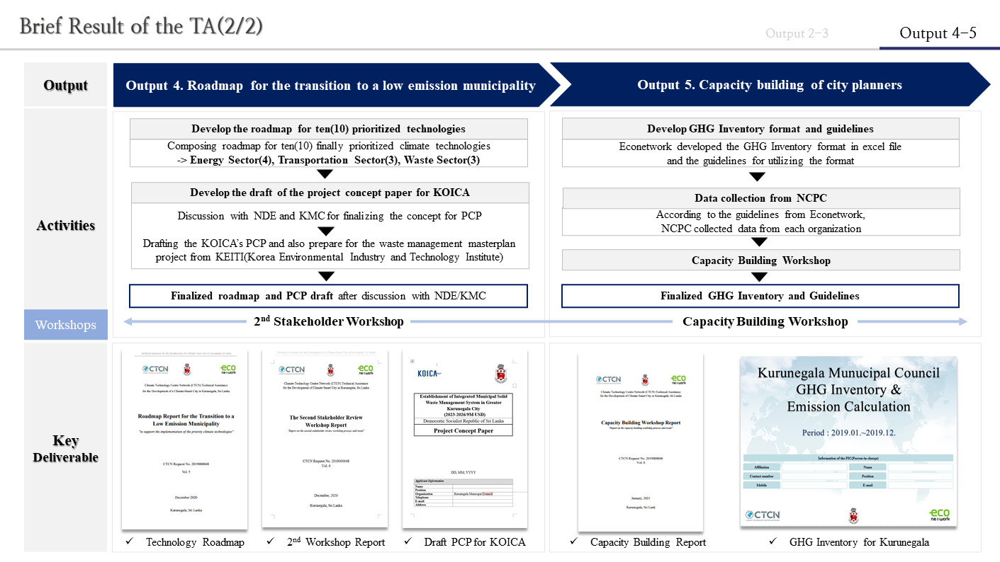 Brief Result of the TA(2/2)
Output 2-3
Output 4-5
Output
Output 4. Roadmap for the transition to a low emission municipality
Output 5. Capacity building of city planners
Activities
Develop the roadmap for ten(10) prioritized technologies
Composing roadmap for ten(10) finally prioritized climate technologies
-> Energy Sector(4), Transportation Sector(3), Waste Sector(3)
Develop the draft of the project concept paper for KOICA
Discussion with NDE and KMC for finalizing the concept for PCP
Drafting the KOICA's PCP and also prepare for the waste management masterplan
project from KEITI(Korea Environmental Industry and Technology Institute)
Finalized roadmap and PCP draft after discussion with NDE/KMC
Develop GHG Inventory format and guidelines
Econetwork developed the GHG Inventory format in excel file
and the guidelines for utilizing the format
Data collection from NCPC
According to the guidelines from Econetwork,
NCPC collected data from each organization
Capacity Building Workshop
Finalized GHG Inventory and Guidelines
Workshops
2nd Stakeholder Workshop
Capacity Building Workshop
Key
Deliverable
CTCN
eco
network
Climate Technology Centre Network (CTCN) Technical Assistance
for the Development of a Climate-Smart City in Kurunegala, Sri Lanka
Roadmap Report for the Transition to a
Low Emission Municipality
"to support the implementation of the priority climate technologies"
CTCN Request No. 2019000048
Vol. 5
December 2020
Kurunegala, Sri Lanka
CTCN
eco
network
Climate Technology Centre Network (CTCN) Technical Assistance
for the Development of Climate Smart City in Kurunegala, Sri Lanka
The Second Stakeholder Review
Workshop Report
"Report on the second stakeholder review workshop process and result"
CTCN Request No. 2019000048
Vol. 6
December, 2020
Kurunegala, Sri Lanka
KOICA
Establishment of Integrated Municipal Solid
Waste Management System in Greater
Kurunegala City
(2023-2026/9M USD)
Democratic Socialist Republic of Sri Lanka
Project Concept Paper
DD, MM, YYYY
Applicant Information
Name
Position
Organization Kurunegala Municipal Council
Telephone
E-mail
Address
CTCN
eco
network
Climate Technology Centre Network (CTCN) Technical Assistance
for the Development of Climate Smart City in Kurunegala, Sri Lanka
Capacity Building Workshop Report
"Report on the capacity building workshop process and result"
CTCN Request No. 2019000048
Vol. 8
January, 2021
Kurunegala, Sri Lank
Kurunegala Munucipal Council
GHG Inventory &
Emission Calculation
Period : 2019.01.~2019.12.
Information of the PIC(Person-in-charge)
Affiliation Name
Contact number Position
Mobile E-mail
CTCN
eco
network
✓ Technology Roadmap
✓ 2nd Workshop Report
✓ Draft PCP for KOICA
✓ Capacity Building Report
✓ GHG Inventory for Kurunegala